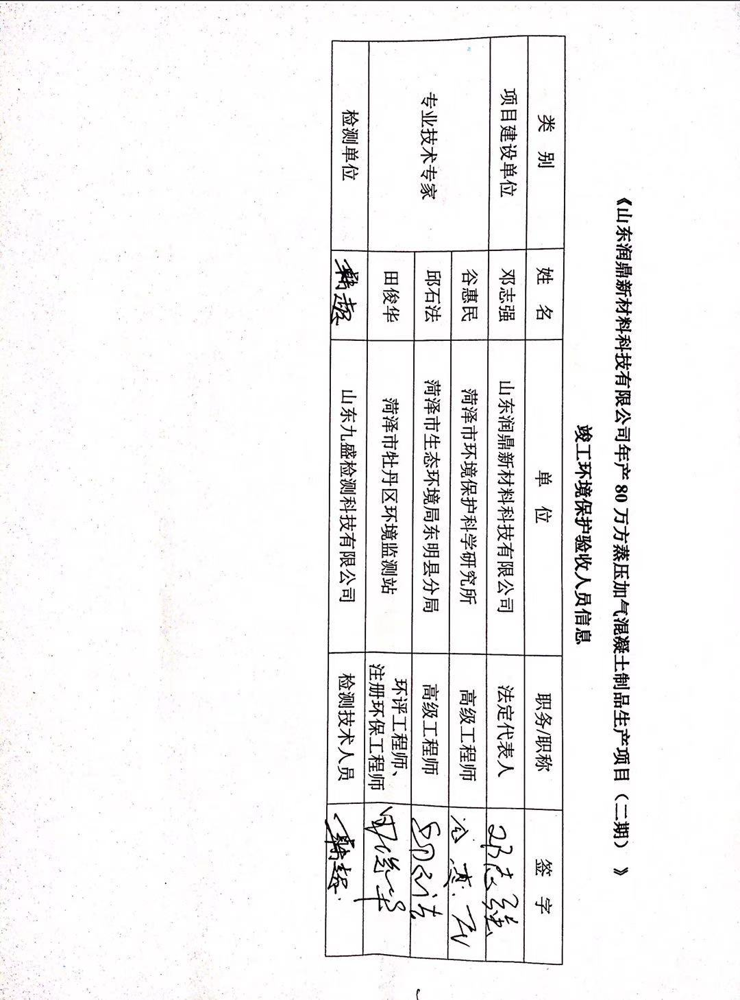 《山东润鼎新材料科技有限公司年产 80 万方蒸压加气混凝土制品生产项目（二期）》
竣工环境保护验收人员信息
类 别 姓 名 单 位 职务/职称 签 字
项目建设单位 邓志强 山东润鼎新材料科技有限公司 法定代表人 邓志强
专业技术专家 谷惠民 菏泽市环境保护科学研究所 高级工程师 谷惠民
邱石法 菏泽市生态环境局东明县分局 高级工程师 邱石法
田俊华 菏泽市牡丹区环境监测站 环评工程师、
注册环保工程师 田俊华
检测单位 山东九盛检测科技有限公司 检测技术人员